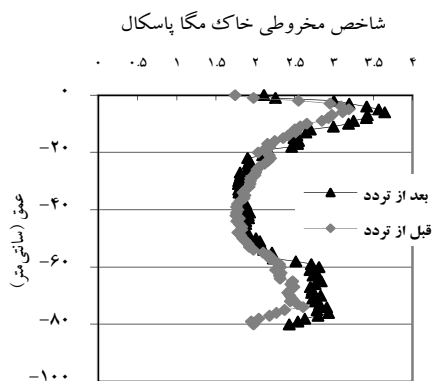 شاخص مخروطی خاک مگا پاسکال
۰ ۰.۵ ۱ ۱.۵ ۲ ۲.۵ ۳ ۳.۵ ۴
۰
-۲۰
-۴۰
-۶۰
-۸۰
-۱۰۰
عمق (سانتی‌متر)
بعد از تردد
قبل از تردد